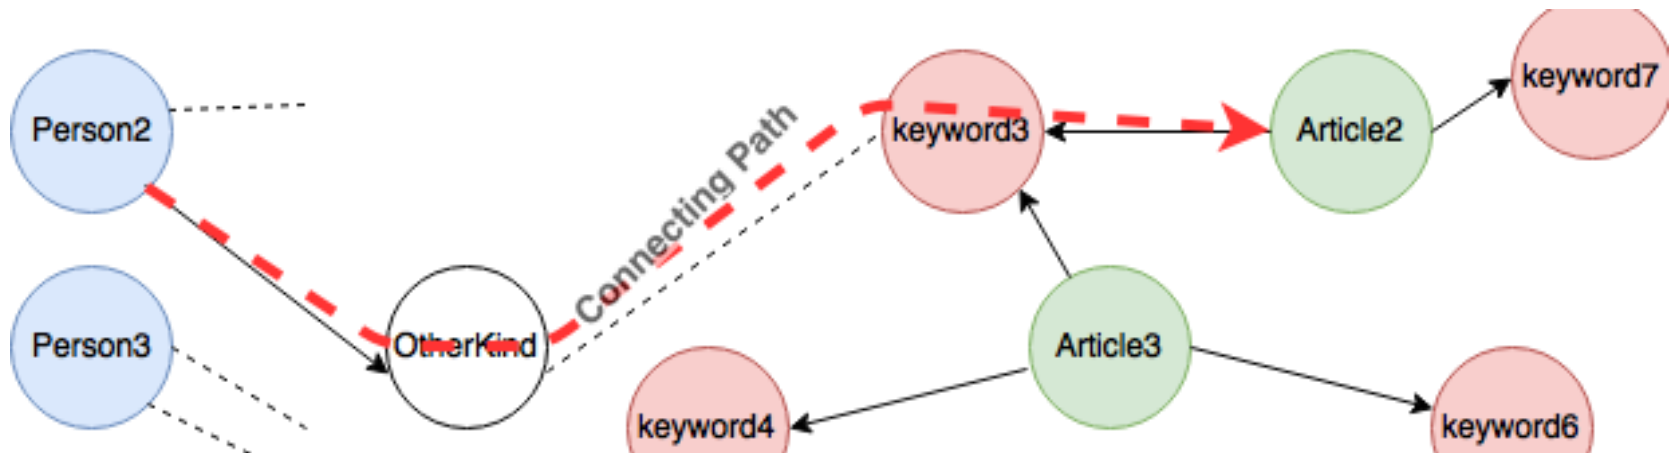 keyword7
Person2
keyword3
Article2
Connecting Path
Person3
OtherKind
Article3
keyword4
keyword6